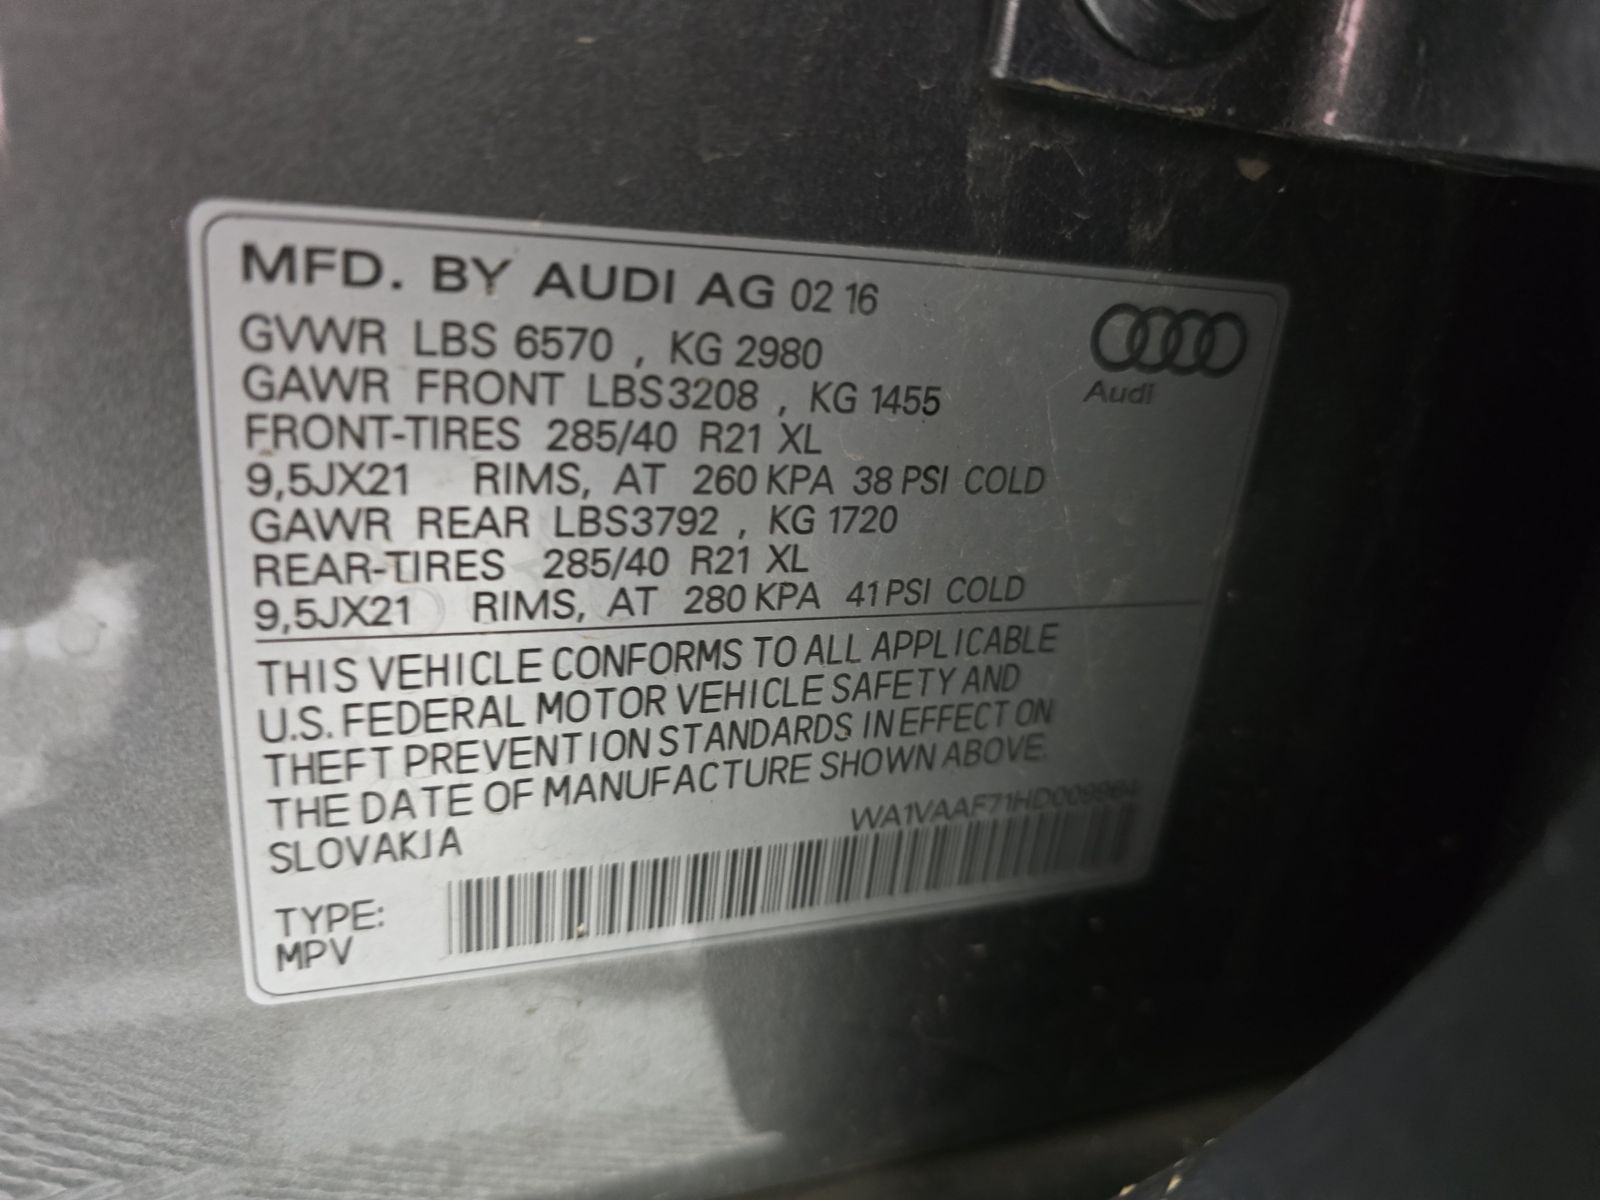 MFD. BY AUDI AG 02 16
GVWR LBS 6570 , KG 2980
GAWR FRONT LBS3208 , KG 1455
FRONT-TIRES 285/40 R21 XL
9,5JX21 RIMS, AT 260 KPA 38 PSI COLD
GAWR REAR LBS3792 , KG 1720
REAR-TIRES 285/40 R21 XL
9,5JX21 RIMS, AT 280 KPA 41 PSI COLD
Audi
THIS VEHICLE CONFORMS TO ALL APPLICABLE
U.S. FEDERAL MOTOR VEHICLE SAFETY AND
THEFT PREVENTION STANDARDS IN EFFECT ON
THE DATE OF MANUFACTURE SHOWN ABOVE.
SLOVAKIA
TYPE:
MPV